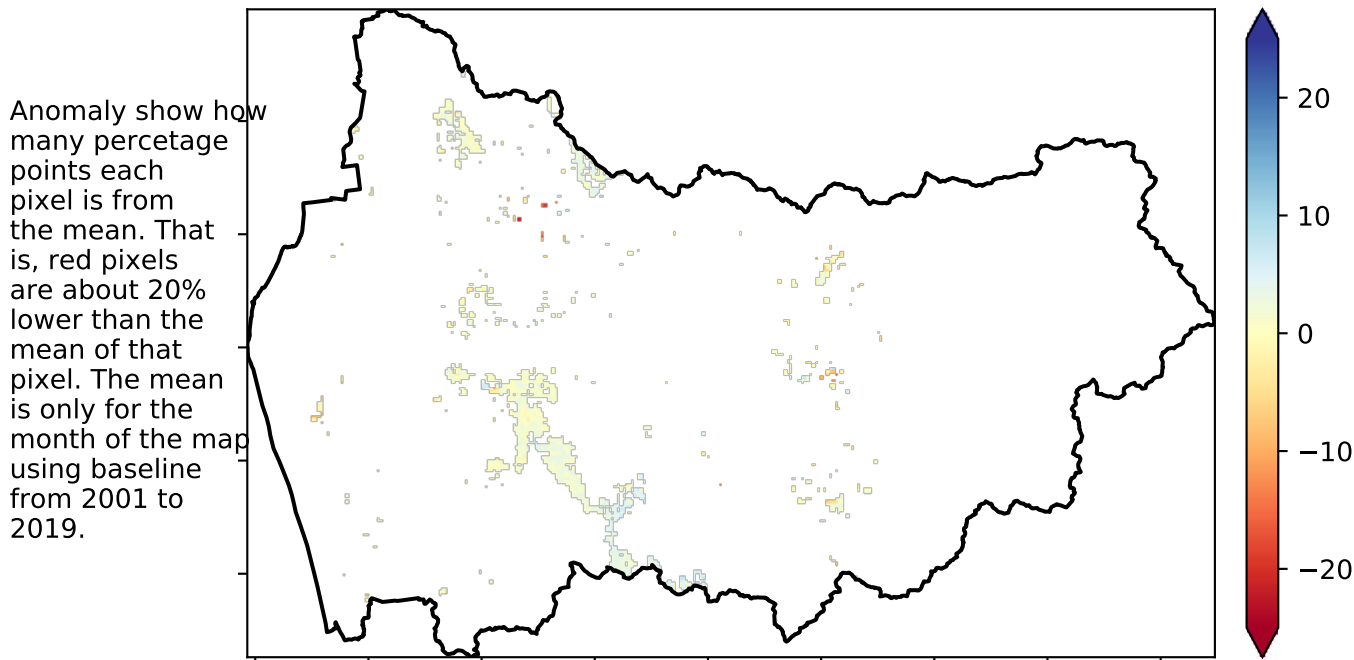 Anomaly show how
many percetage
points each
pixel is from
the mean. That
is, red pixels
are about 20%
lower than the
mean of that
pixel. The mean
is only for the
month of the map
using baseline
from 2001 to
2019.
20
10
0
−10
−20